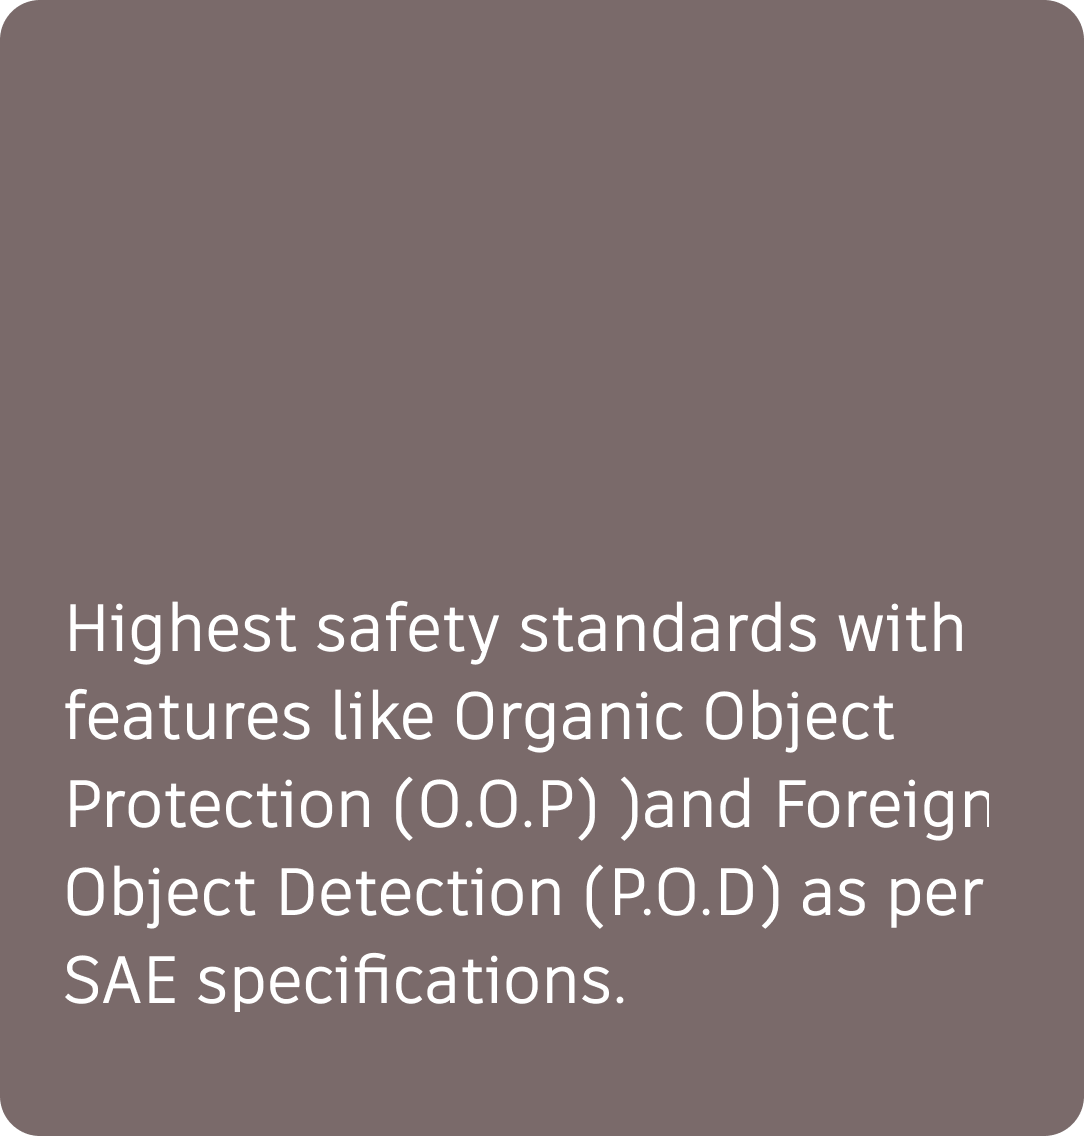 Highest safety standards with
features like Organic Object
Protection (O.O.P) )and Foreign
Object Detection (P.O.D) as per
SAE specifications.